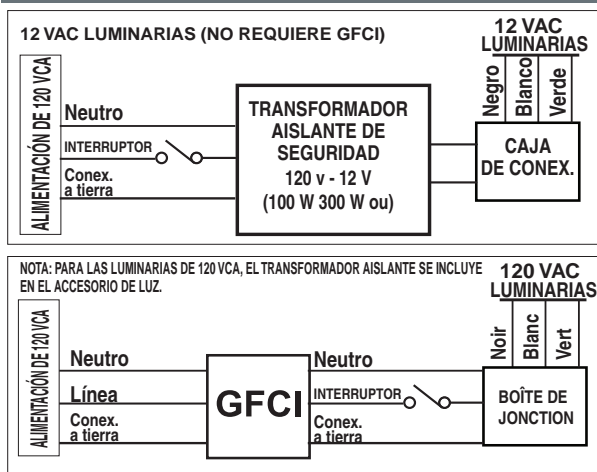 12 VAC LUMINARIAS (NO REQUIERE GFCI)
12 VAC
LUMINARIAS
ALIMENTACIÓN DE 120 VCA
Neutro
INTERRUPTOR
Conex.
a tierra
TRANSFORMADOR
AISLANTE DE
SEGURIDAD
120 v - 12 V
(100 W 300 W ou)
Negro
Blanco
Verde
CAJA
DE CONEX.
NOTA: PARA LAS LUMINARIAS DE 120 VCA, EL TRANSFORMADOR AISLANTE SE INCLUYE
EN EL ACCESORIO DE LUZ.
120 VAC
LUMINARIAS
ALIMENTACIÓN DE 120 VCA
Neutro
Línea
Conex.
a tierra
GFCI
Neutro
INTERRUPTOR
Conex.
a tierra
Noir
Blanc
Vert
BOÎTE DE
JONCTION